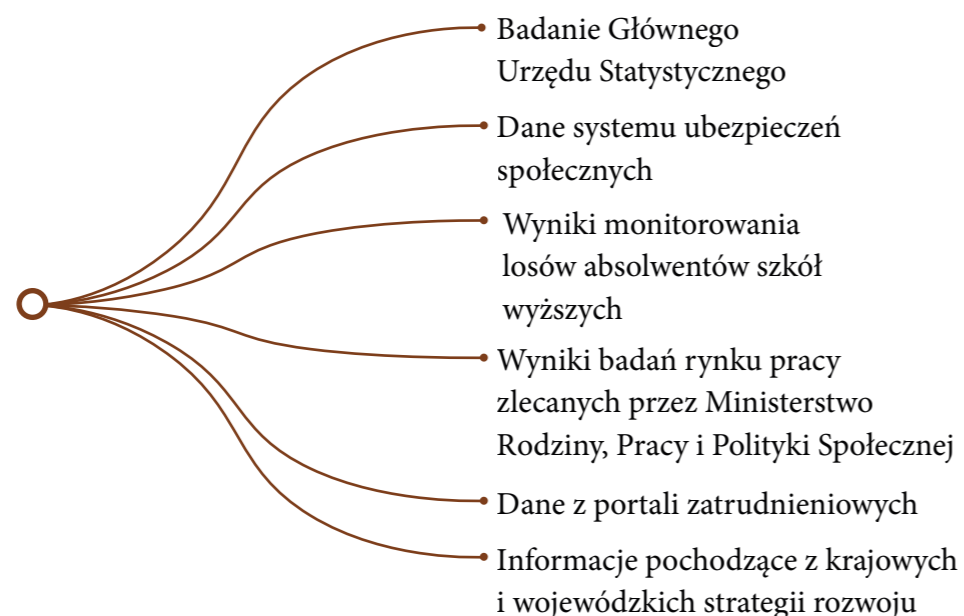 Badanie Głównego
Urzędu Statystycznego
Dane systemu ubezpieczeń
społecznych
Wyniki monitorowania
losów absolwentów szkół
wyższych
Wyniki badań rynku pracy
zlecanych przez Ministerstwo
Rodziny, Pracy i Polityki Społecznej
Dane z portali zatrudnieniowych
Informacje pochodzące z krajowych
i wojewódzkich strategii rozwoju